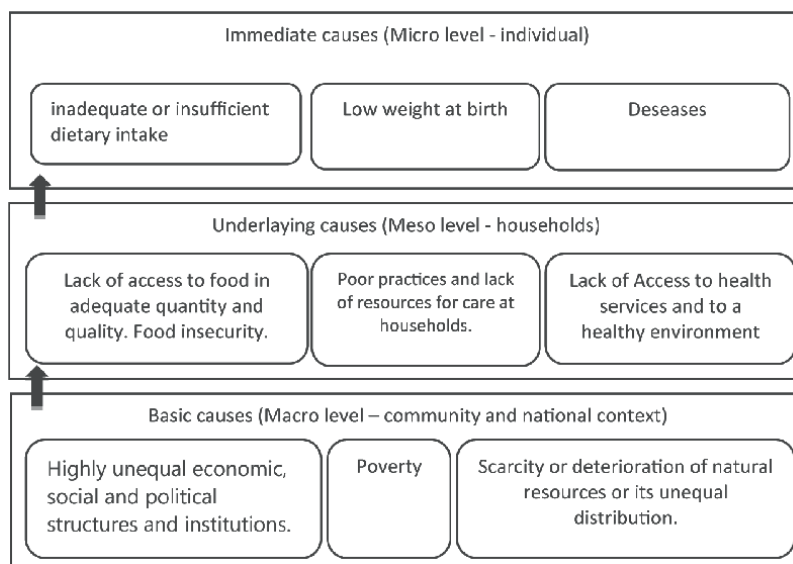 Immediate causes (Micro level - individual)
inadequate or insufficient
dietary intake
Low weight at birth
Deseases
Underlaying causes (Meso level - households)
Lack of access to food in
adequate quantity and
quality. Food insecurity.
Poor practices and lack
of resources for care at
households.
Lack of Access to health
services and to a
healthy environment
Basic causes (Macro level – community and national context)
Highly unequal economic,
social and political
structures and institutions.
Poverty
Scarcity or deterioration of natural
resources or its unequal
distribution.